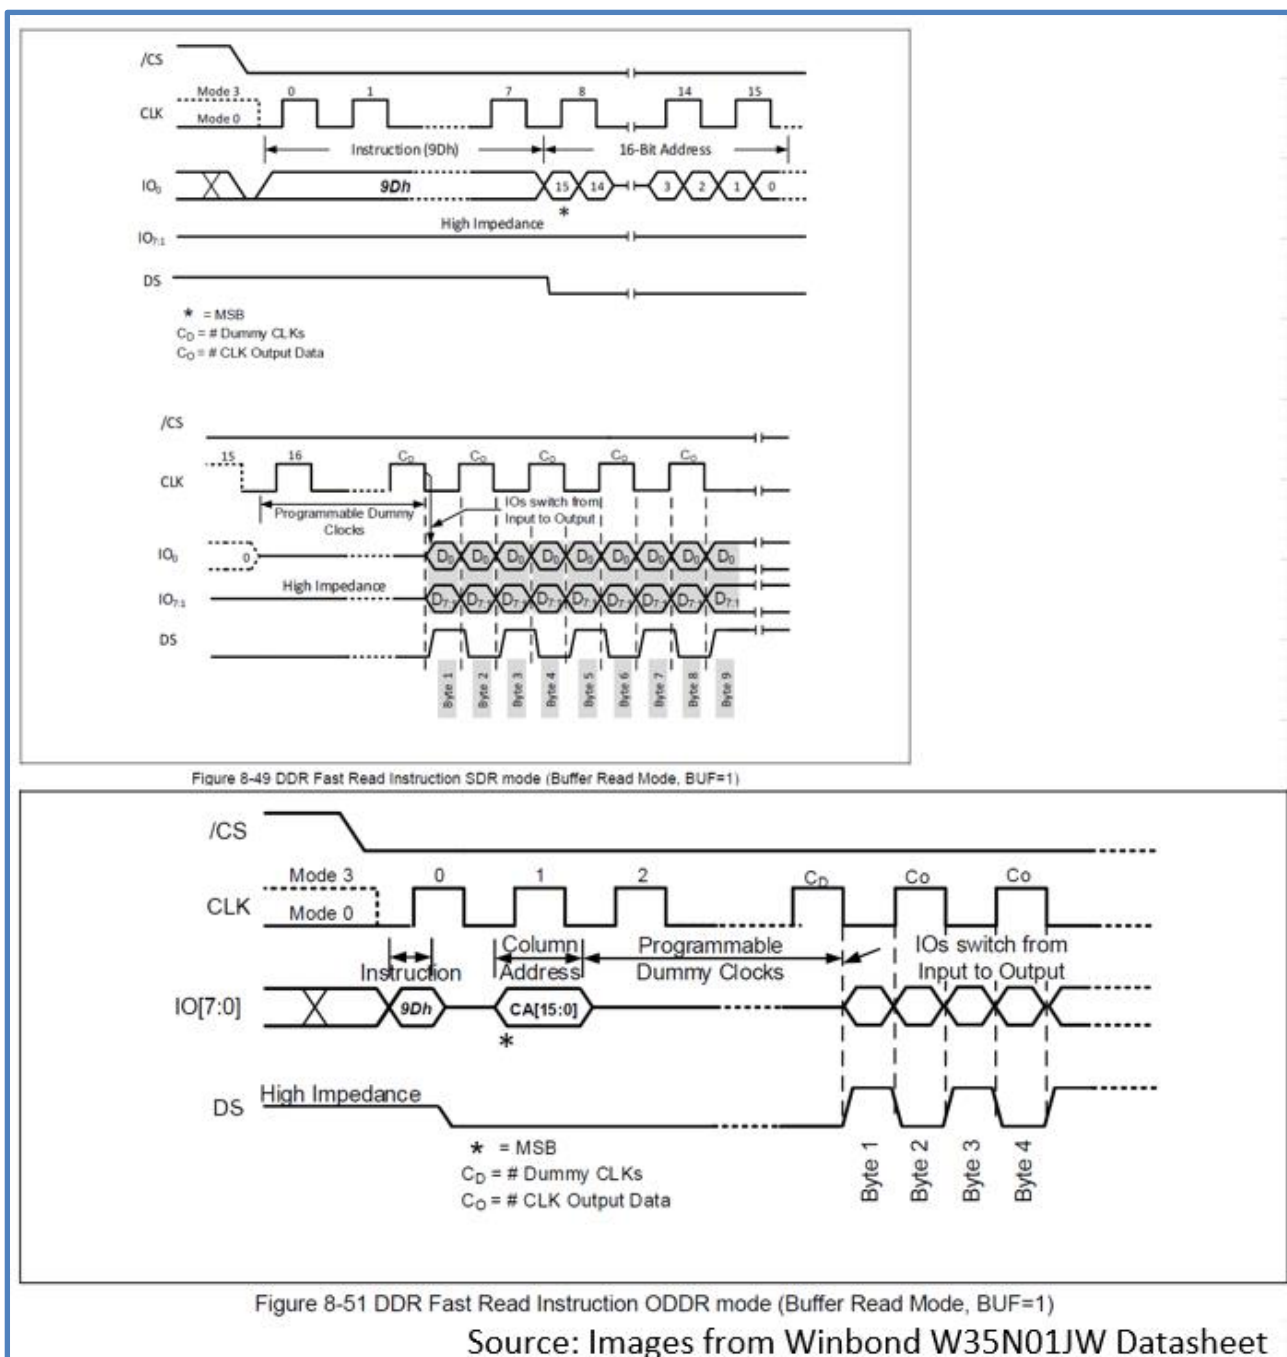 /CS
Mode 3 0 1 7 8 14 15
CLK
Mode 0
Instruction (9Dh) 16-Bit Address
IO0 9Dh 15 14 3 2 1 0
*
High Impedance
IO7:1
DS
* = MSB
CD = # Dummy CLKs
CO = # CLK Output Data
/CS
15 16 CD CO CO CO CO
CLK
Programmable Dummy Clocks
IOs switch from
Input to Output
IO0 0 D0 D0 D0 D0 D0 D0 D0 D0 D0
High Impedance
IO7:1 D7:1 D7:1 D7:1 D7:1 D7:1 D7:1 D7:1 D7:1 D7:1
DS
Byte 1 Byte 2 Byte 3 Byte 4 Byte 5 Byte 6 Byte 7 Byte 8 Byte 9
Figure 8-49 DDR Fast Read Instruction SDR mode (Buffer Read Mode, BUF=1)
/CS
Mode 3 0 1 2 CD Co Co
CLK
Mode 0
Instruction
Column
Address
Programmable
Dummy Clocks
IOs switch from
Input to Output
IO[7:0] 9Dh CA[15:0]
*
High Impedance
DS
* = MSB
CD = # Dummy CLKs
CO = # CLK Output Data
Byte 1 Byte 2 Byte 3 Byte 4
Figure 8-51 DDR Fast Read Instruction ODDR mode (Buffer Read Mode, BUF=1)
Source: Images from Winbond W35N01JW Datasheet